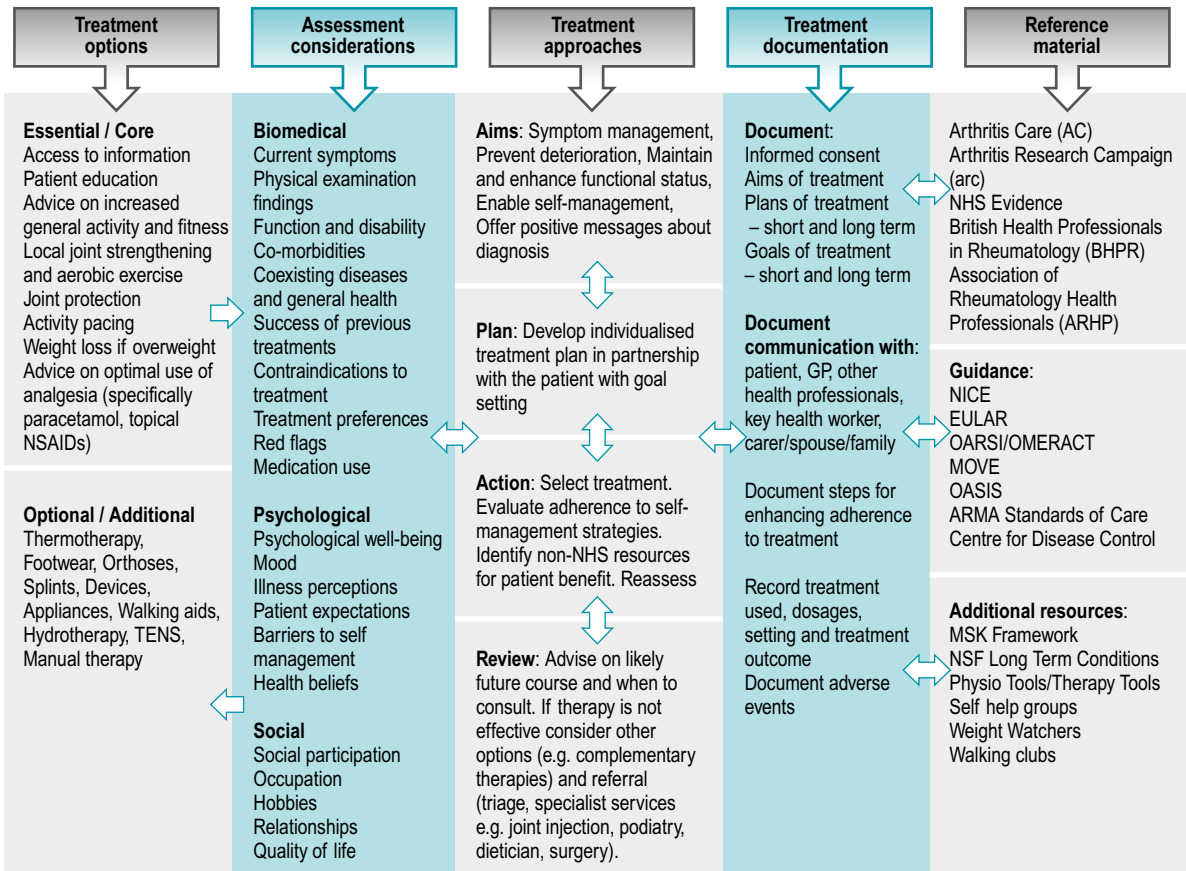 Treatment
options
Assessment
considerations
Treatment
approaches
Treatment
documentation
Reference
material
Essential / Core
Access to information
Patient education
Advice on increased
general activity and fitness
Local joint strengthening
and aerobic exercise
Joint protection
Activity pacing
Weight loss if overweight
Advice on optimal use of
analgesia (specifically
paracetamol, topical
NSAIDs)
Optional / Additional
Thermotherapy,
Footwear, Orthoses,
Splints, Devices,
Appliances, Walking aids,
Hydrotherapy, TENS,
Manual therapy
Biomedical
Current symptoms
Physical examination
findings
Function and disability
Co-morbidities
Coexisting diseases
and general health
Success of previous
treatments
Contraindications to
treatment
Treatment preferences
Red flags
Medication use
Psychological
Psychological well-being
Mood
Illness perceptions
Patient expectations
Barriers to self
management
Health beliefs
Social
Social participation
Occupation
Hobbies
Relationships
Quality of life
Aims: Symptom management,
Prevent deterioration, Maintain
and enhance functional status,
Enable self-management,
Offer positive messages about
diagnosis
Plan: Develop individualised
treatment plan in partnership
with the patient with goal
setting
Action: Select treatment.
Evaluate adherence to self-
management strategies.
Identify non-NHS resources
for patient benefit. Reassess
Review: Advise on likely
future course and when to
consult. If therapy is not
effective consider other
options (e.g. complementary
therapies) and referral
(triage, specialist services
e.g. joint injection, podiatry,
dietician, surgery).
Document:
Informed consent
Aims of treatment
Plans of treatment
– short and long term
Goals of treatment
– short and long term
Document
communication with:
patient, GP, other
health professionals,
key health worker,
carer/spouse/family
Document steps for
enhancing adherence
to treatment
Record treatment
used, dosages,
setting and treatment
outcome
Document adverse
events
Arthritis Care (AC)
Arthritis Research Campaign
(arc)
NHS Evidence
British Health Professionals
in Rheumatology (BHPR)
Association of
Rheumatology Health
Professionals (ARHP)
Guidance:
NICE
EULAR
OARSI/OMERACT
MOVE
OASIS
ARMA Standards of Care
Centre for Disease Control
Additional resources:
MSK Framework
NSF Long Term Conditions
Physio Tools/Therapy Tools
Self help groups
Weight Watchers
Walking clubs